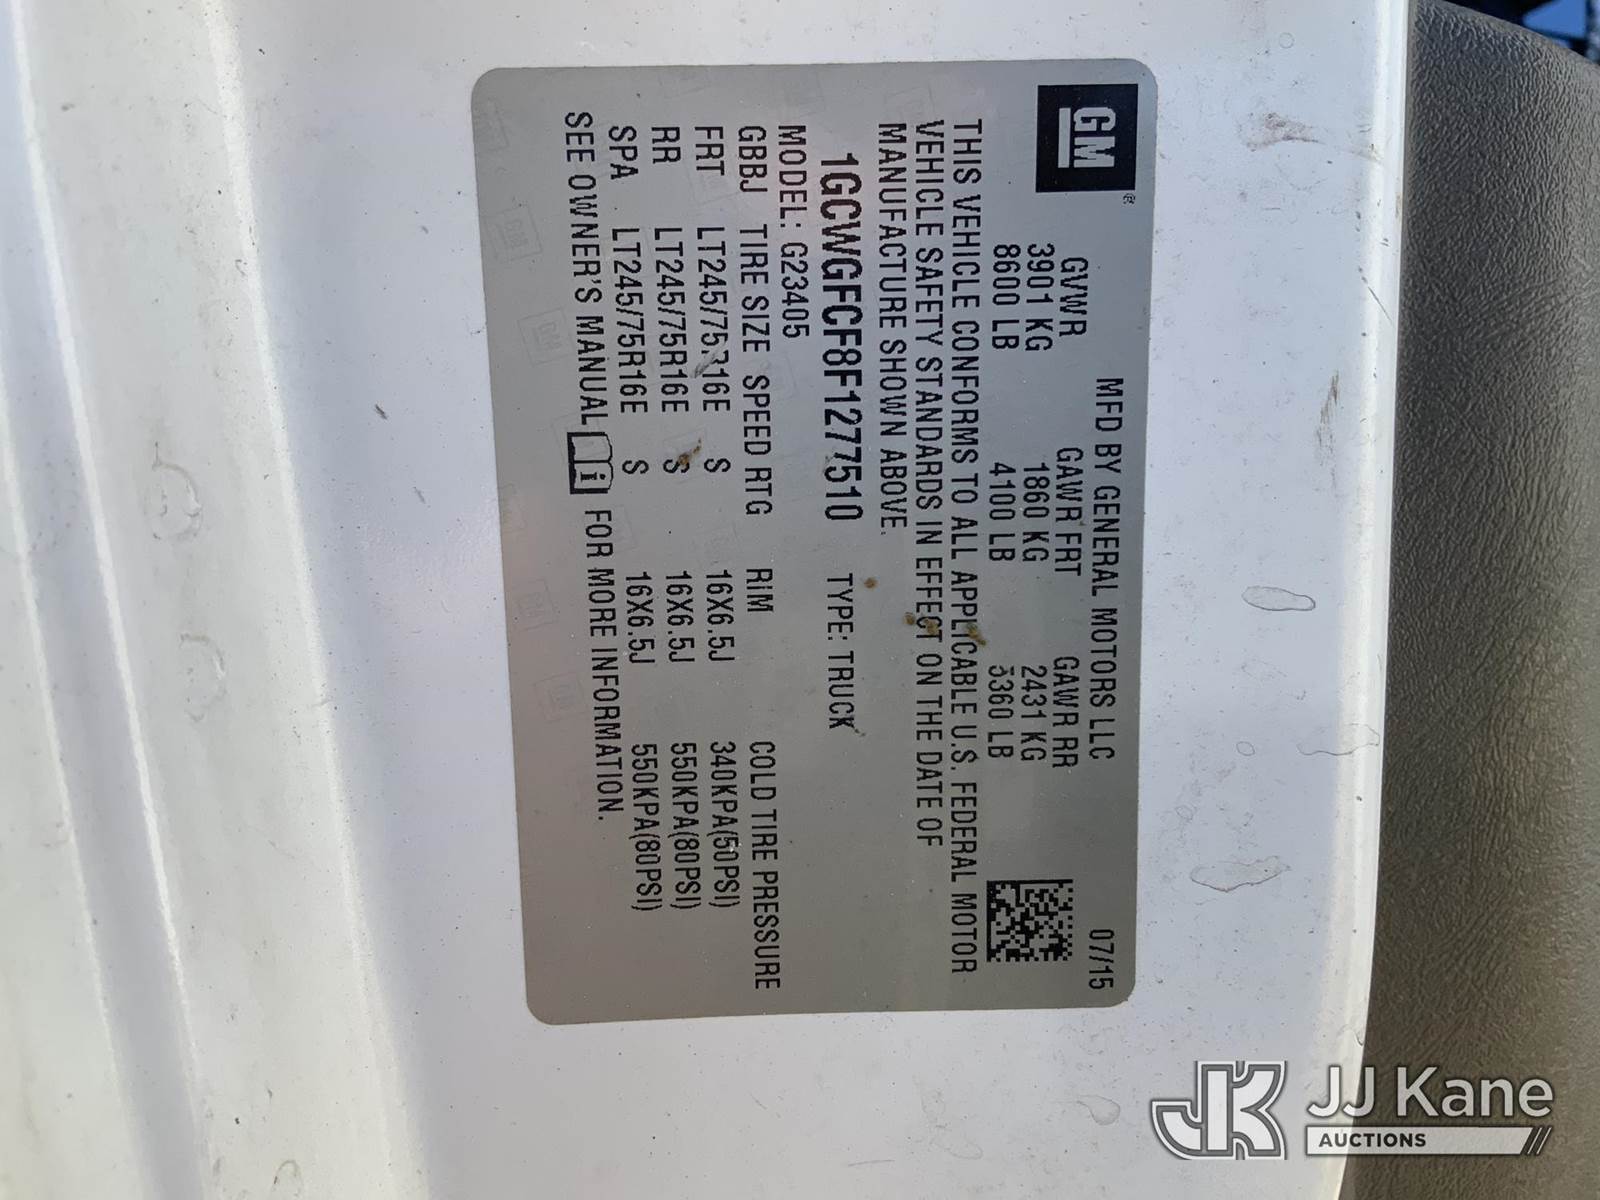 GM
MFD BY GENERAL MOTORS LLC 07/15
GVWR GAWR FRT GAWR RR
3901 KG 1860 KG 2431 KG
8600 LB 4100 LB 5360 LB
THIS VEHICLE CONFORMS TO ALL APPLICABLE U.S. FEDERAL MOTOR
VEHICLE SAFETY STANDARDS IN EFFECT ON THE DATE OF
MANUFACTURE SHOWN ABOVE.
1GCWGFCF8F1277510 TYPE: TRUCK
MODEL: G23405
GBBJ TIRE SIZE SPEED RTG RIM COLD TIRE PRESSURE
FRT LT245/75R16E S 16X6.5J 340KPA(50PSI)
RR LT245/75R16E S 16X6.5J 550KPA(80PSI)
SPA LT245/75R16E S 16X6.5J 550KPA(80PSI)
SEE OWNER'S MANUAL i FOR MORE INFORMATION.
JK JJ Kane
AUCTIONS